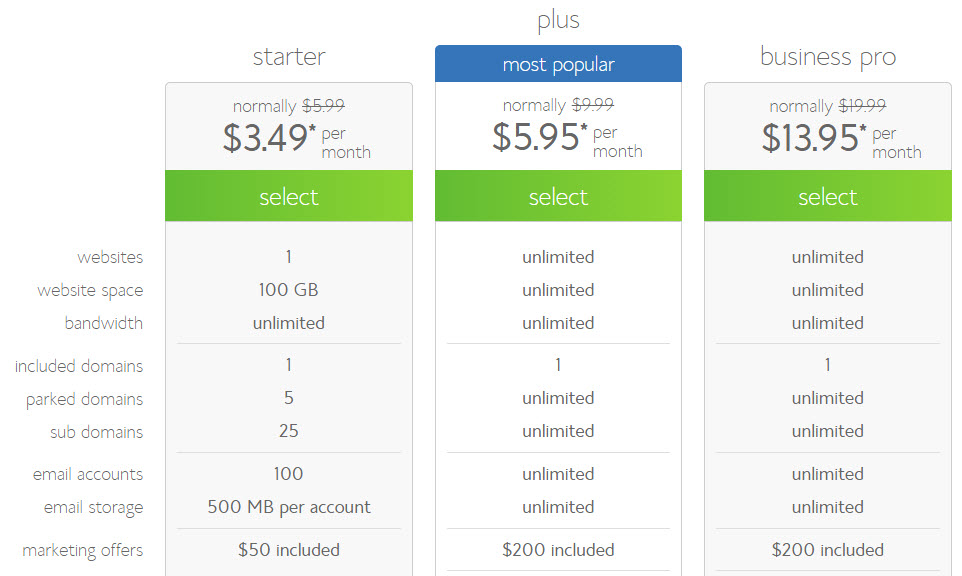 plus
starter
most popular
business pro
normally $5.99
$3.49* per month
normally $9.99
$5.95* per month
normally $19.99
$13.95* per month
select select select
websites 1 unlimited unlimited
website space 100 GB unlimited unlimited
bandwidth unlimited unlimited unlimited
included domains 1 1 1
parked domains 5 unlimited unlimited
sub domains 25 unlimited unlimited
email accounts 100 unlimited unlimited
email storage 500 MB per account unlimited unlimited
marketing offers $50 included $200 included $200 included